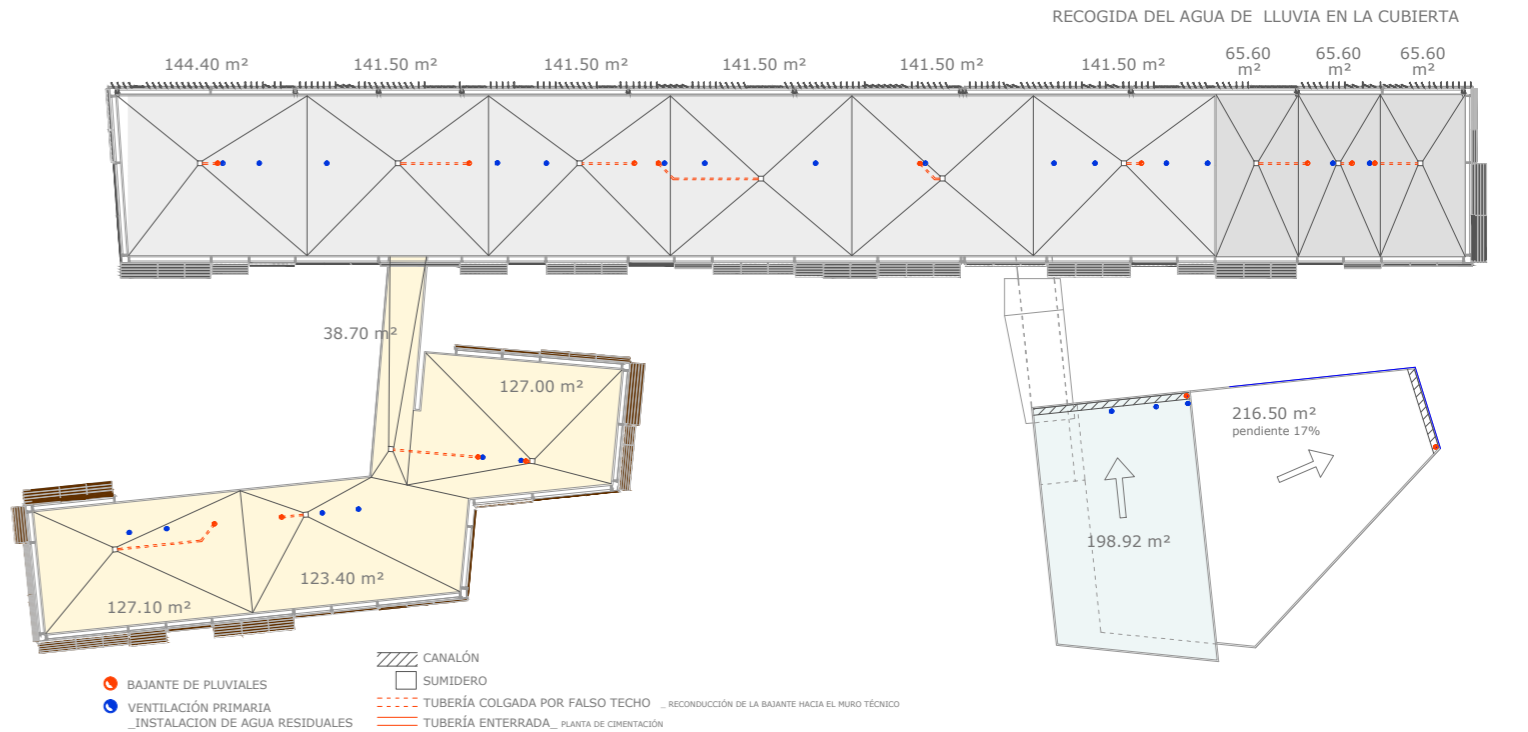 RECOGIDA DEL AGUA DE LLUVIA EN LA CUBIERTA
144.40 m²
141.50 m²
141.50 m²
141.50 m²
141.50 m²
141.50 m²
65.60
m²
65.60
m²
65.60
m²
38.70 m²
127.00 m²
216.50 m²
pendiente 17%
198.92 m²
123.40 m²
127.10 m²
BAJANTE DE PLUVIALES
VENTILACIÓN PRIMARIA
_INSTALACION DE AGUA RESIDUALES
CANALÓN
SUMIDERO
TUBERÍA COLGADA POR FALSO TECHO _ RECONDUCCIÓN DE LA BAJANTE HACIA EL MURO TÉCNICO
TUBERÍA ENTERRADA_ PLANTA DE CIMENTACIÓN